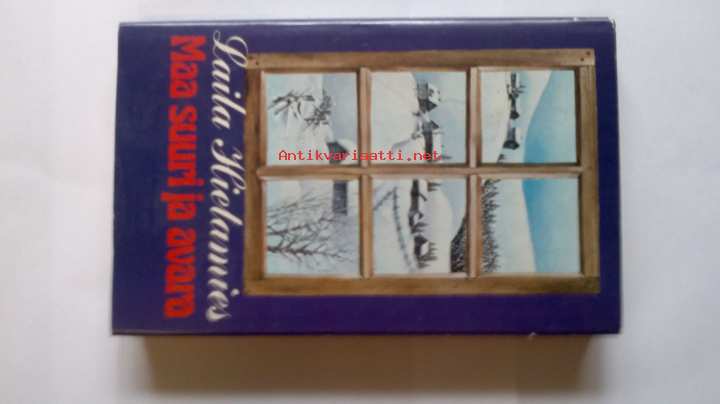 Laila Hietamies
Maa suuri ja avara
Antikvarisatti.net